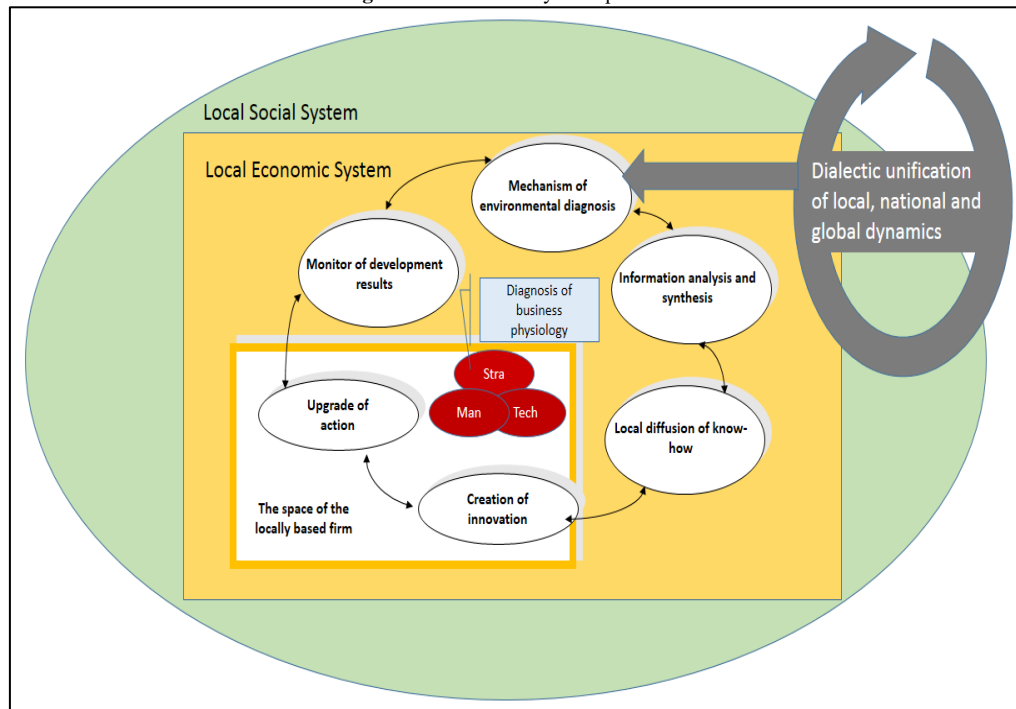 Local Social System
Local Economic System
Mechanism of
environmental diagnosis
Dialectic unification
of local, national and
global dynamics
Monitor of development
results
Information analysis and
synthesis
Diagnosis of
business
physiology
Stra
Man
Tech
Upgrade of
action
Local diffusion of know-
how
Creation of
innovation
The space of the
locally based firm